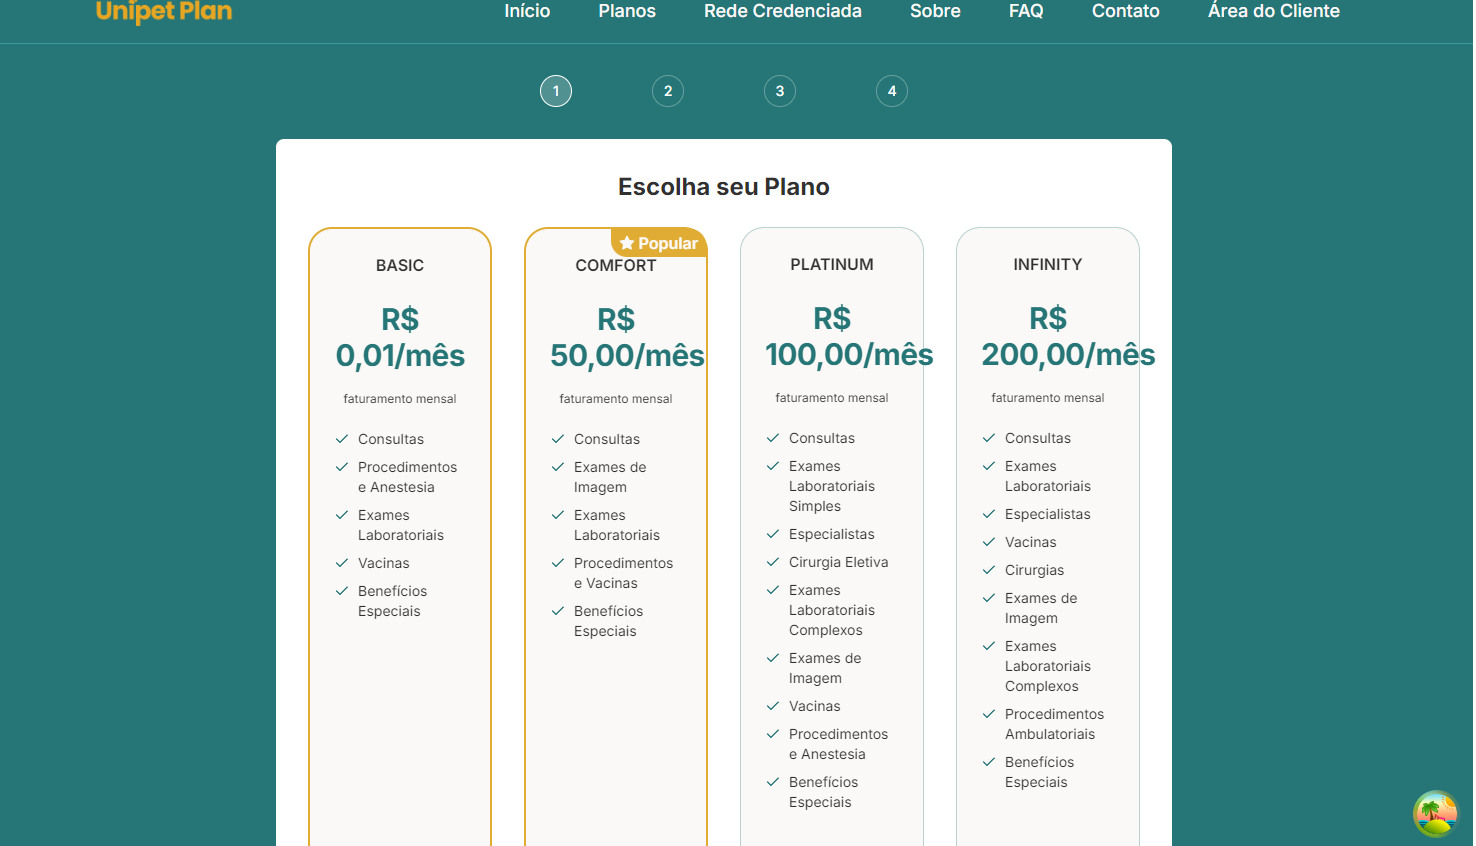 Unipet Plan
Início Planos Rede Credenciada Sobre FAQ Contato Área do Cliente
1 2 3 4
Escolha seu Plano
BASIC
R$
0,01/mês
faturamento mensal
Consultas
Procedimentos
e Anestesia
Exames
Laboratoriais
Vacinas
Benefícios
Especiais
Popular
COMFORT
R$
50,00/mês
faturamento mensal
Consultas
Exames de
Imagem
Exames
Laboratoriais
Procedimentos
e Vacinas
Benefícios
Especiais
PLATINUM
R$
100,00/mês
faturamento mensal
Consultas
Exames
Laboratoriais
Simples
Especialistas
Cirurgia Eletiva
Exames
Laboratoriais
Complexos
Exames de
Imagem
Vacinas
Procedimentos
e Anestesia
Benefícios
Especiais
INFINITY
R$
200,00/mês
faturamento mensal
Consultas
Exames
Laboratoriais
Especialistas
Vacinas
Cirurgias
Exames de
Imagem
Exames
Laboratoriais
Complexos
Procedimentos
Ambulatoriais
Benefícios
Especiais